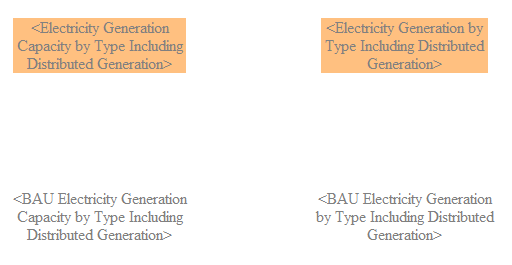 <Electricity Generation
Capacity by Type Including
Distributed Generation>
<Electricity Generation by
Type Including Distributed
Generation>
<BAU Electricity Generation
Capacity by Type Including
Distributed Generation>
<BAU Electricity Generation
by Type Including Distributed
Generation>